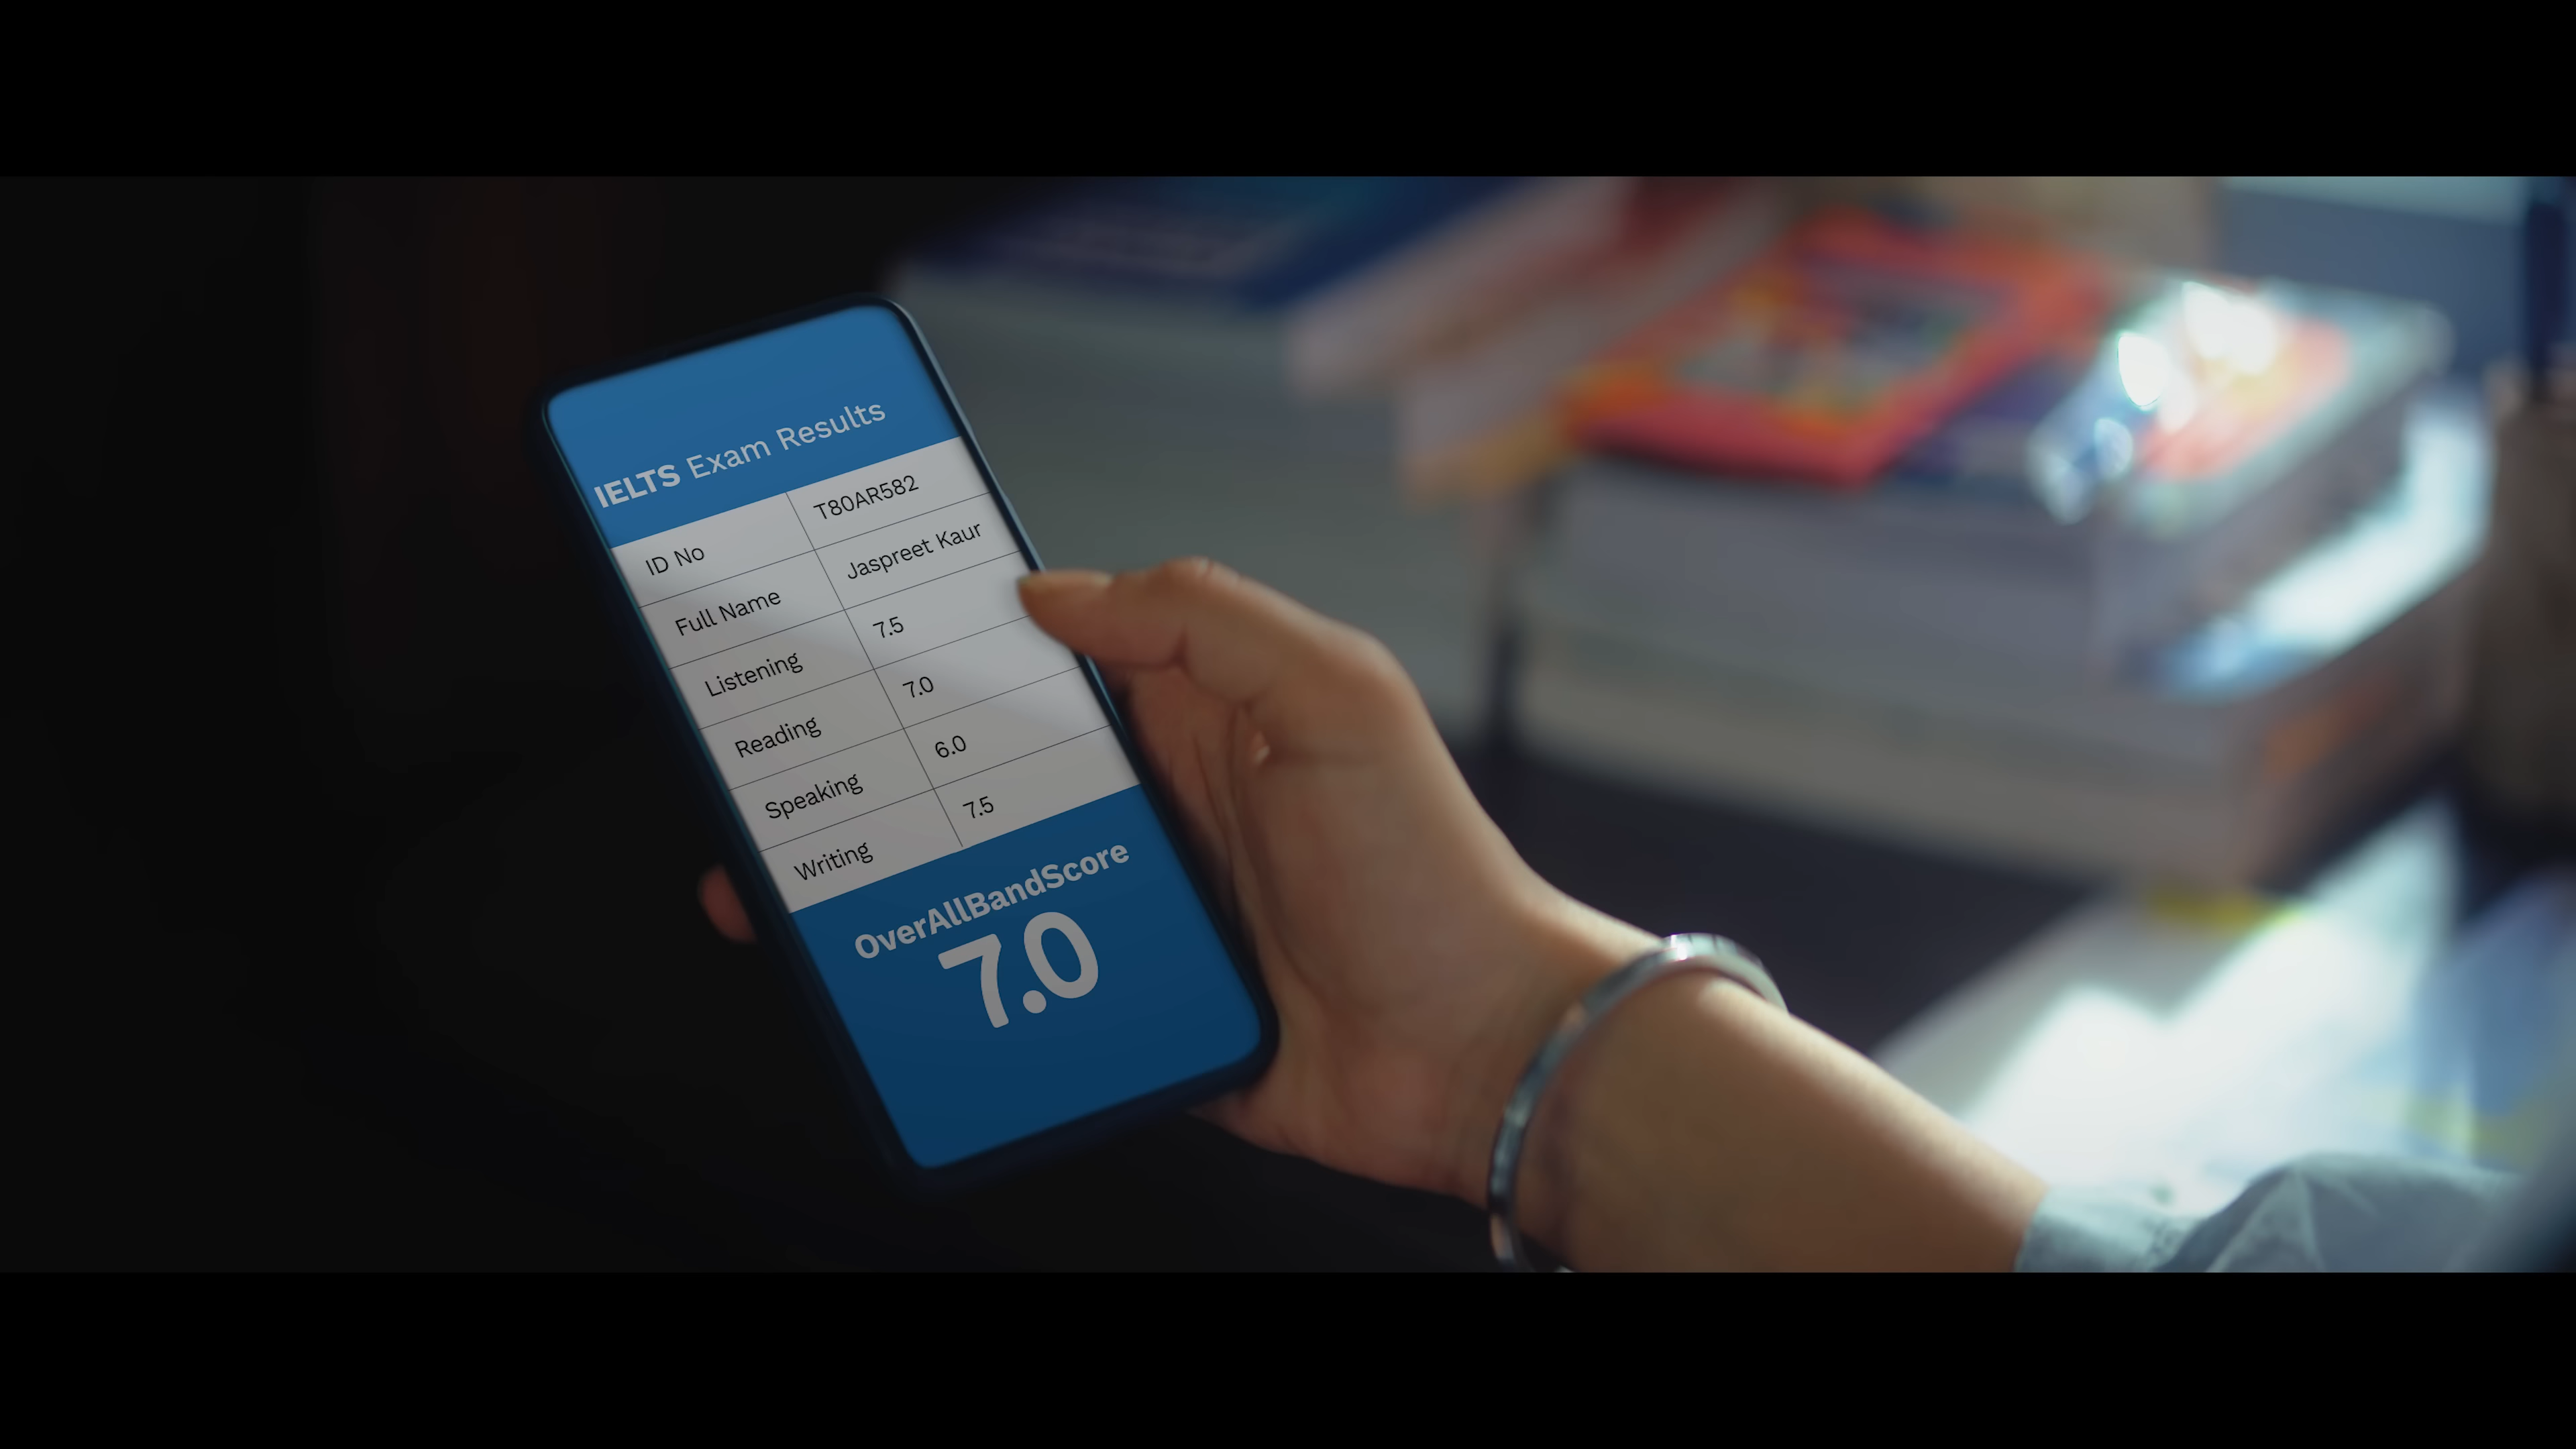 IELTS Exam Results
ID No T80AR582
Full Name Jaspreet Kaur
Listening 7.5
Reading 7.0
Speaking 6.0
Writing 7.5
OverAllBandScore
7.0